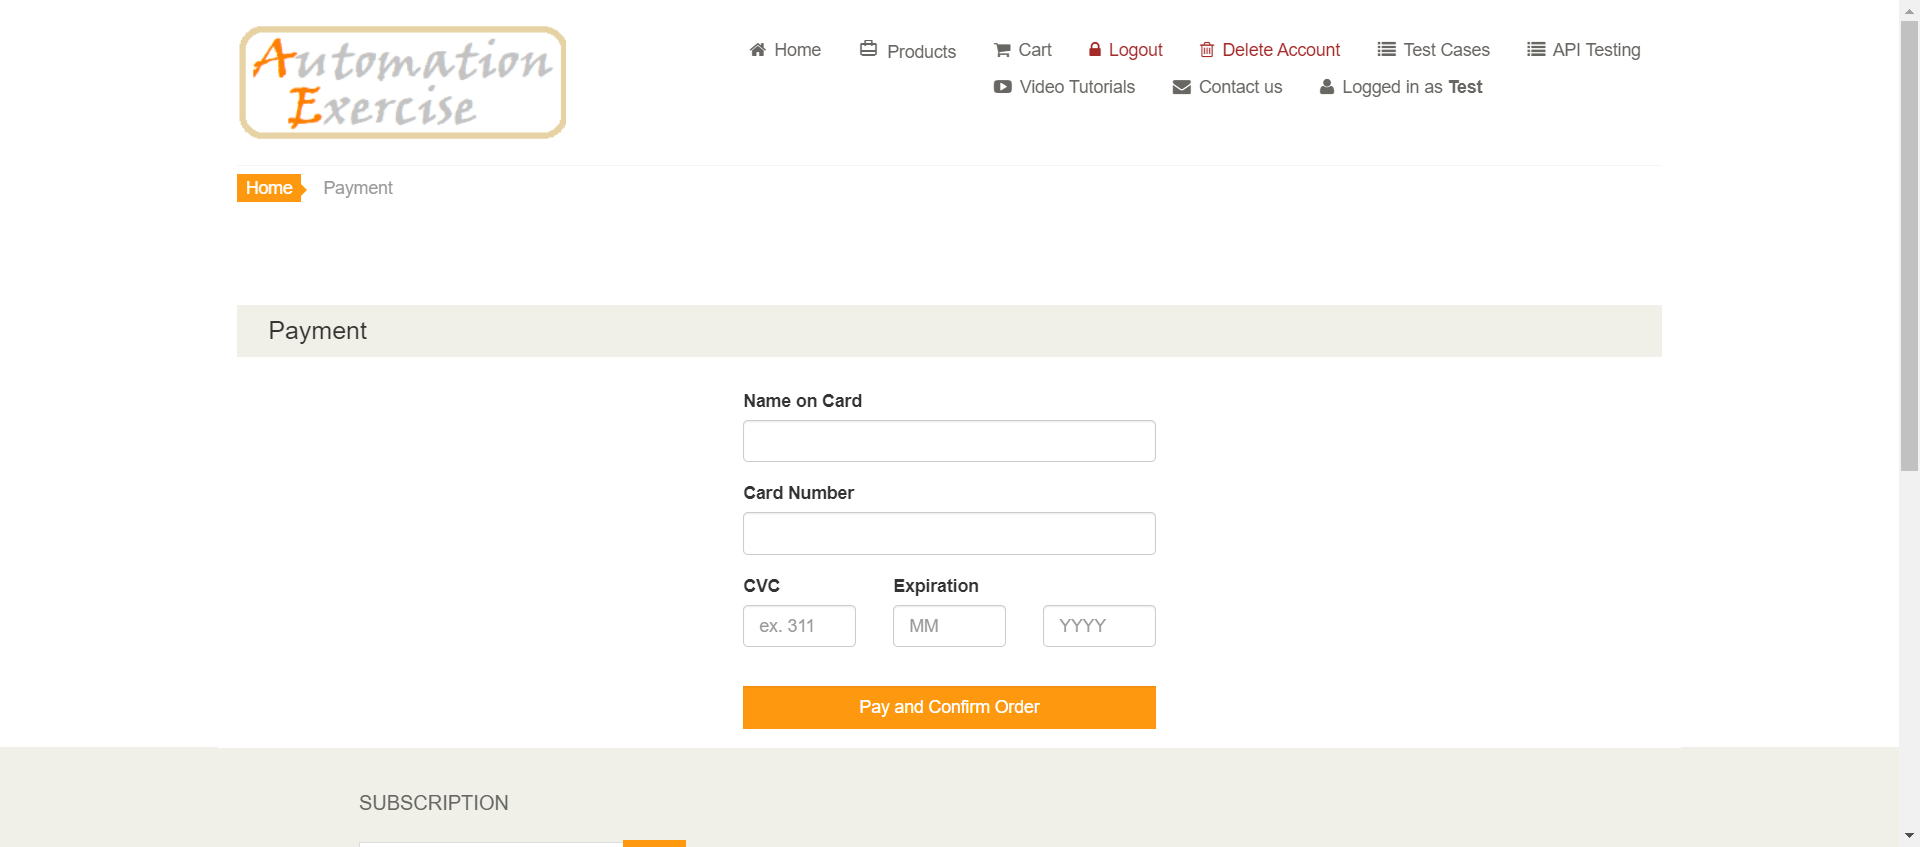 Automation
Exercise
Home Products Cart Logout Delete Account Test Cases API Testing
Video Tutorials Contact us Logged in as Test
Home Payment
Payment
Name on Card
Card Number
CVC Expiration
ex. 311 MM YYYY
Pay and Confirm Order
SUBSCRIPTION